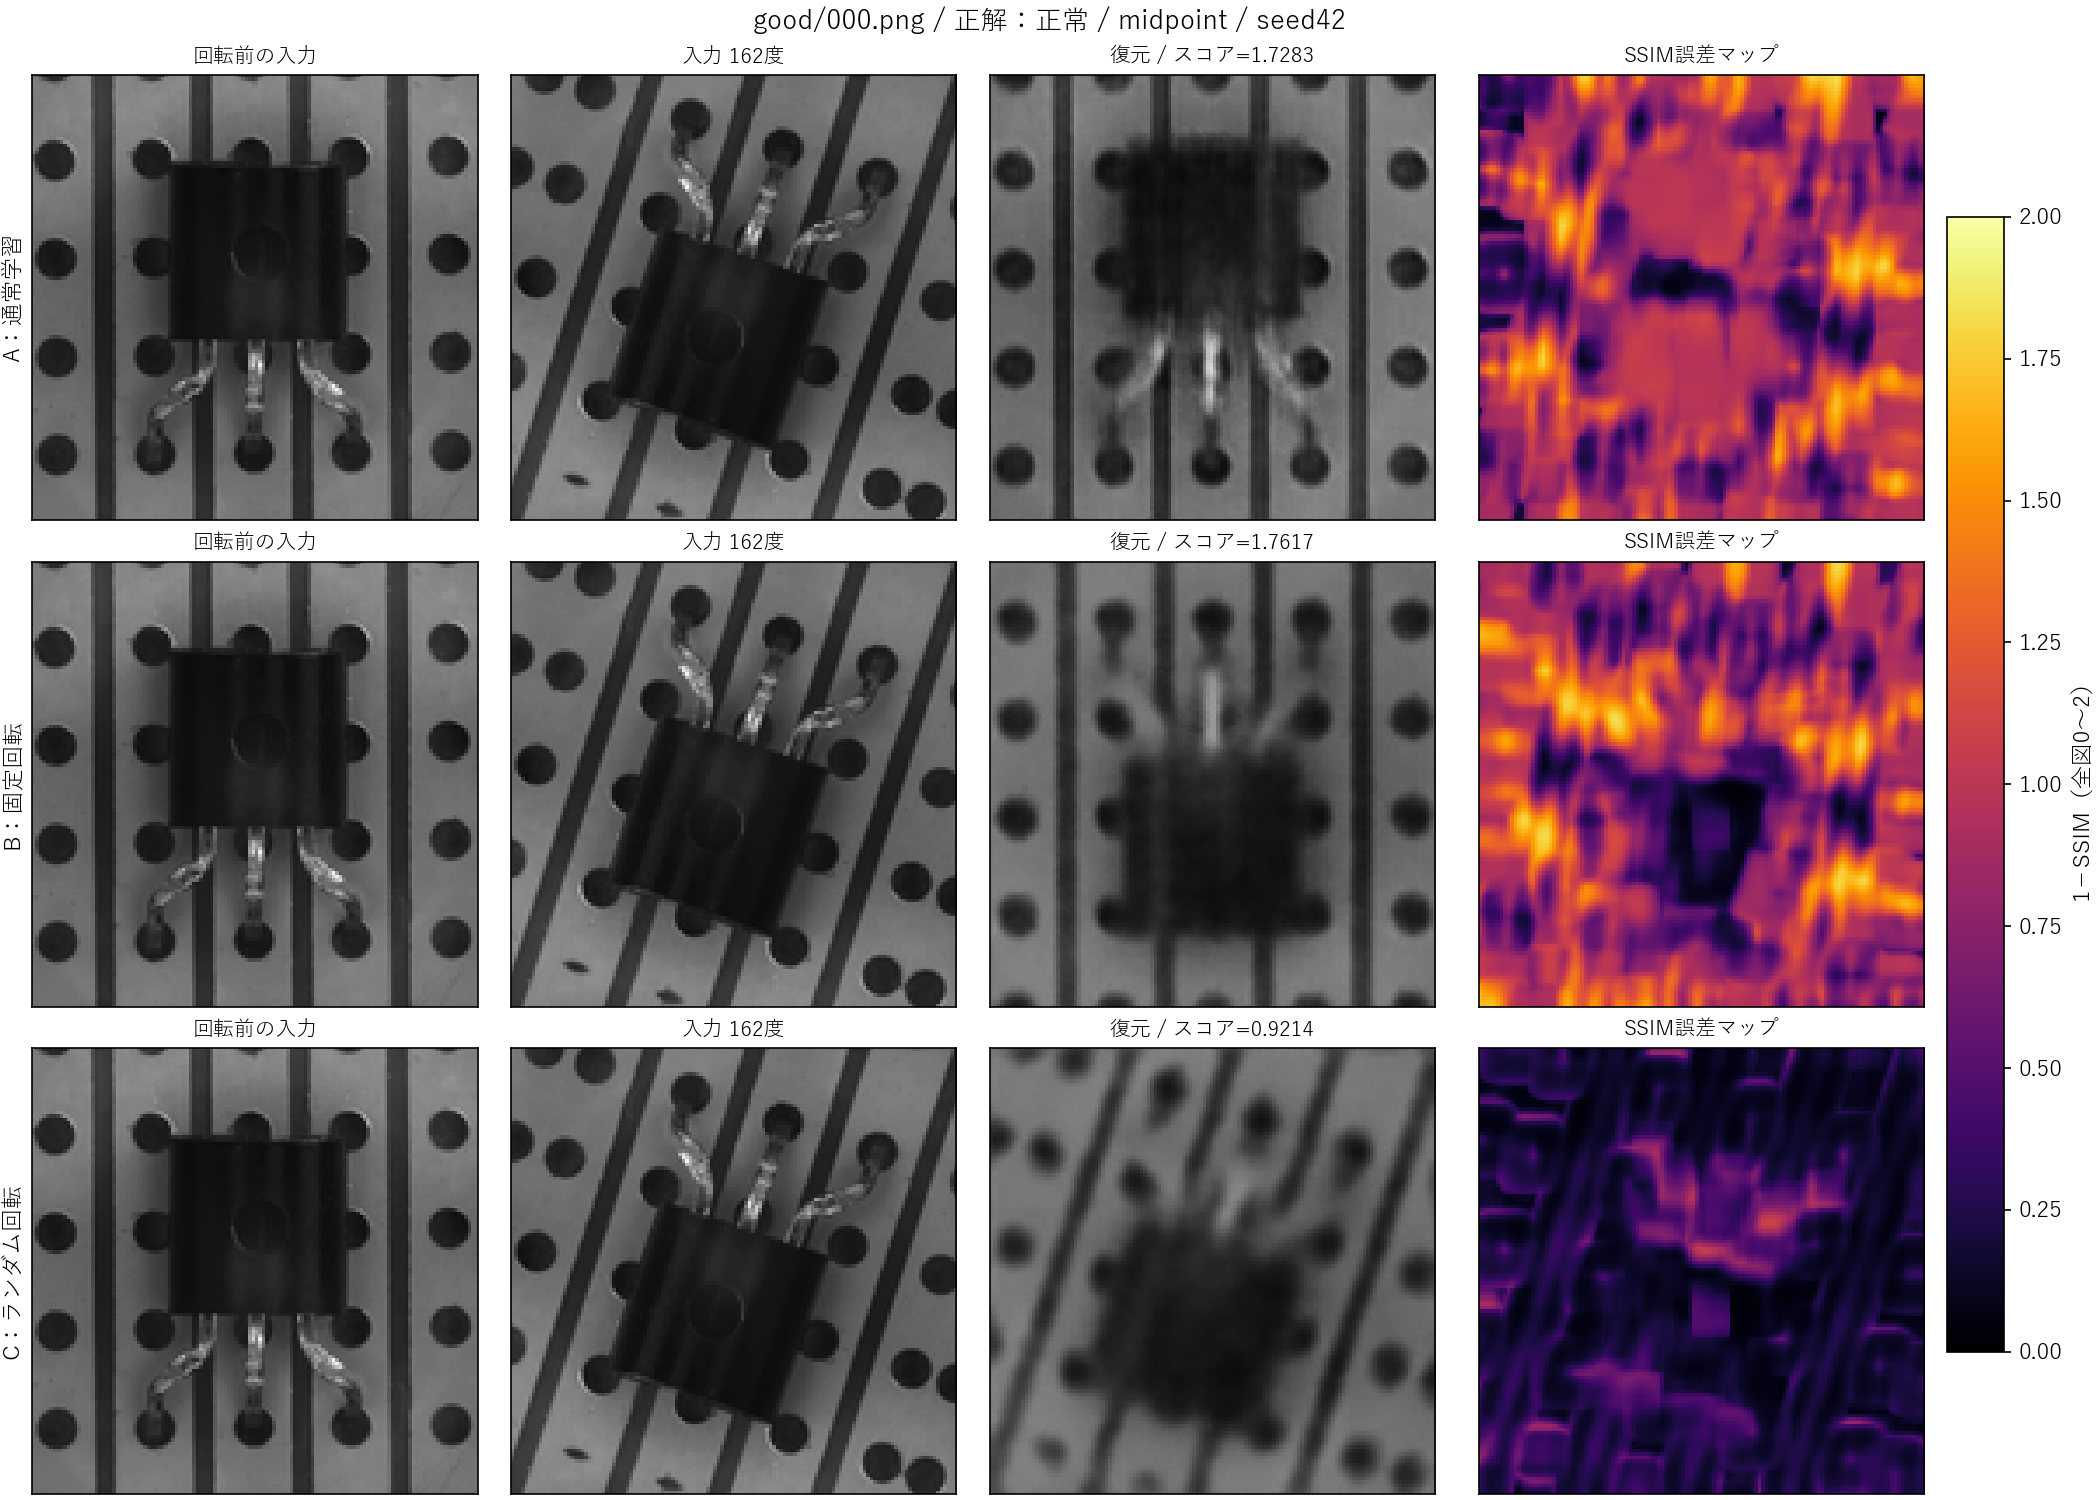 good/000.png / 正解：正常 / midpoint / seed42
回転前の入力
入力 162度
復元 / スコア=1.7283
SSIM誤差マップ
A：通常学習
回転前の入力
入力 162度
復元 / スコア=1.7617
SSIM誤差マップ
B：固定回転
回転前の入力
入力 162度
復元 / スコア=0.9214
SSIM誤差マップ
C：ランダム回転
2.00
1.75
1.50
1.25
1.00
0.75
0.50
0.25
0.00
1－SSIM（全図0～2）